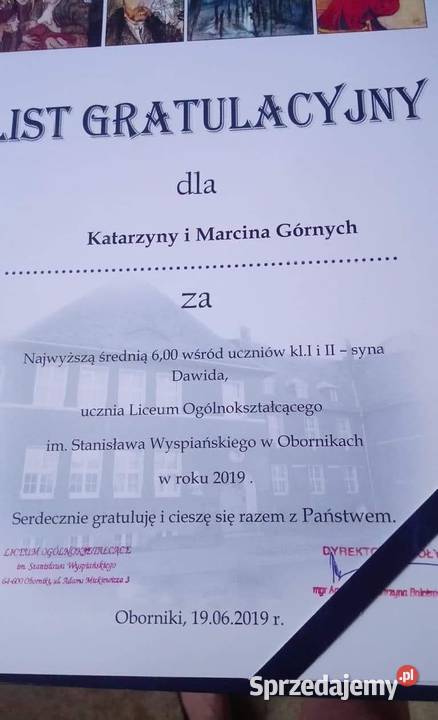 LIST GRATULACYJNY
dla
Katarzyny i Marcina Górnych
za
Najwyższą średnią 6,00 wśród uczniów kl.I i II – syna
Dawida,
ucznia Liceum Ogólnokształcącego
im. Stanisława Wyspiańskiego w Obornikach
w roku 2019 .
Serdecznie gratuluję i cieszę się razem z Państwem.
LICEUM OGÓLNOKSZTAŁCĄCE
im. Stanisława Wyspiańskiego
64-600 Oborniki, ul. Adama Mickiewicza 3
DYREKTO
mgr
Oborniki, 19.06.2019 r.
Sprzedajemy.pl